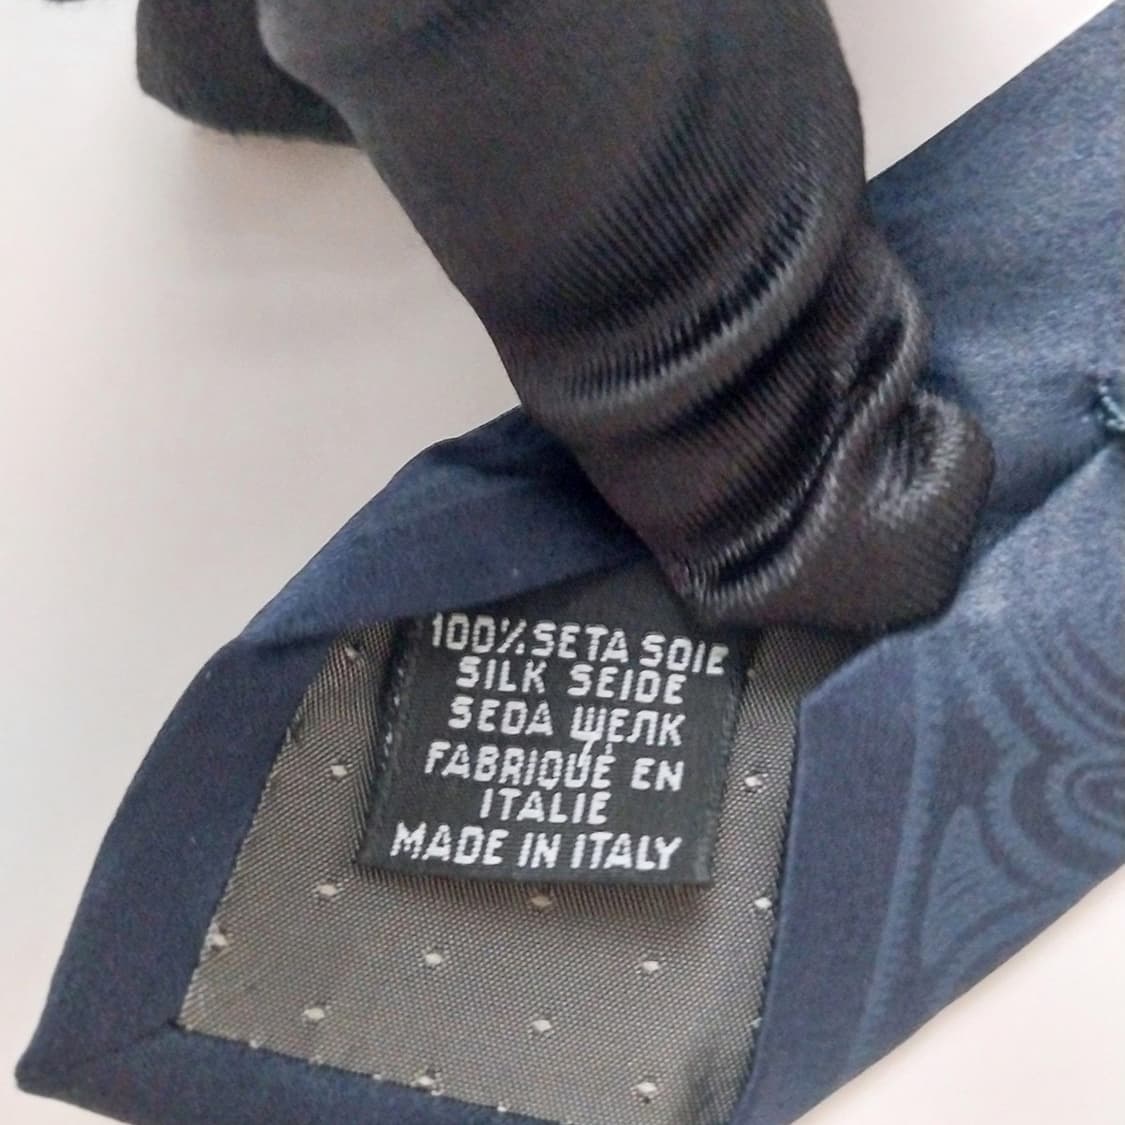 100% SETA SOIE
SILK SEIDE
SEDA ШЕЛК
FABRIQUÉ EN
ITALIE
MADE IN ITALY